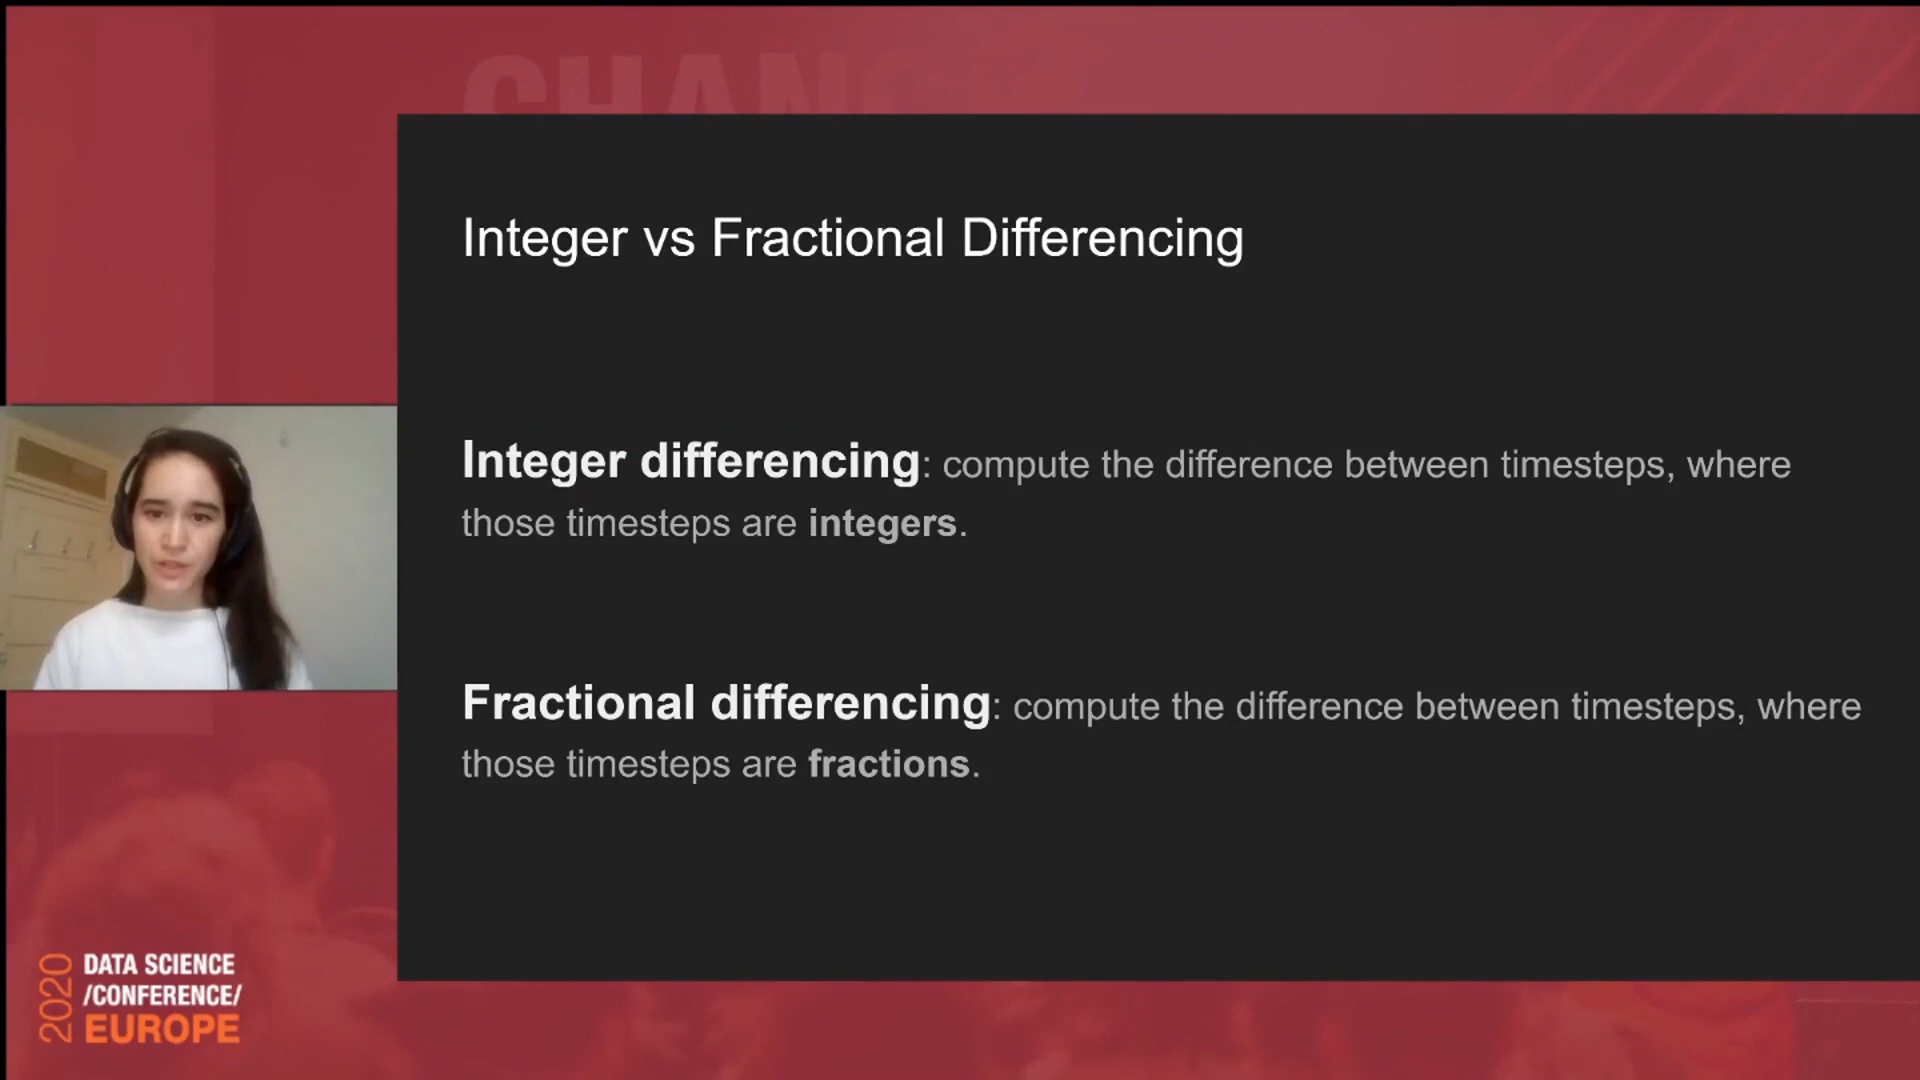 CHAN
Integer vs Fractional Differencing
Integer differencing: compute the difference between timesteps, where
those timesteps are integers.
Fractional differencing: compute the difference between timesteps, where
those timesteps are fractions.
2020
DATA SCIENCE
/CONFERENCE/
EUROPE